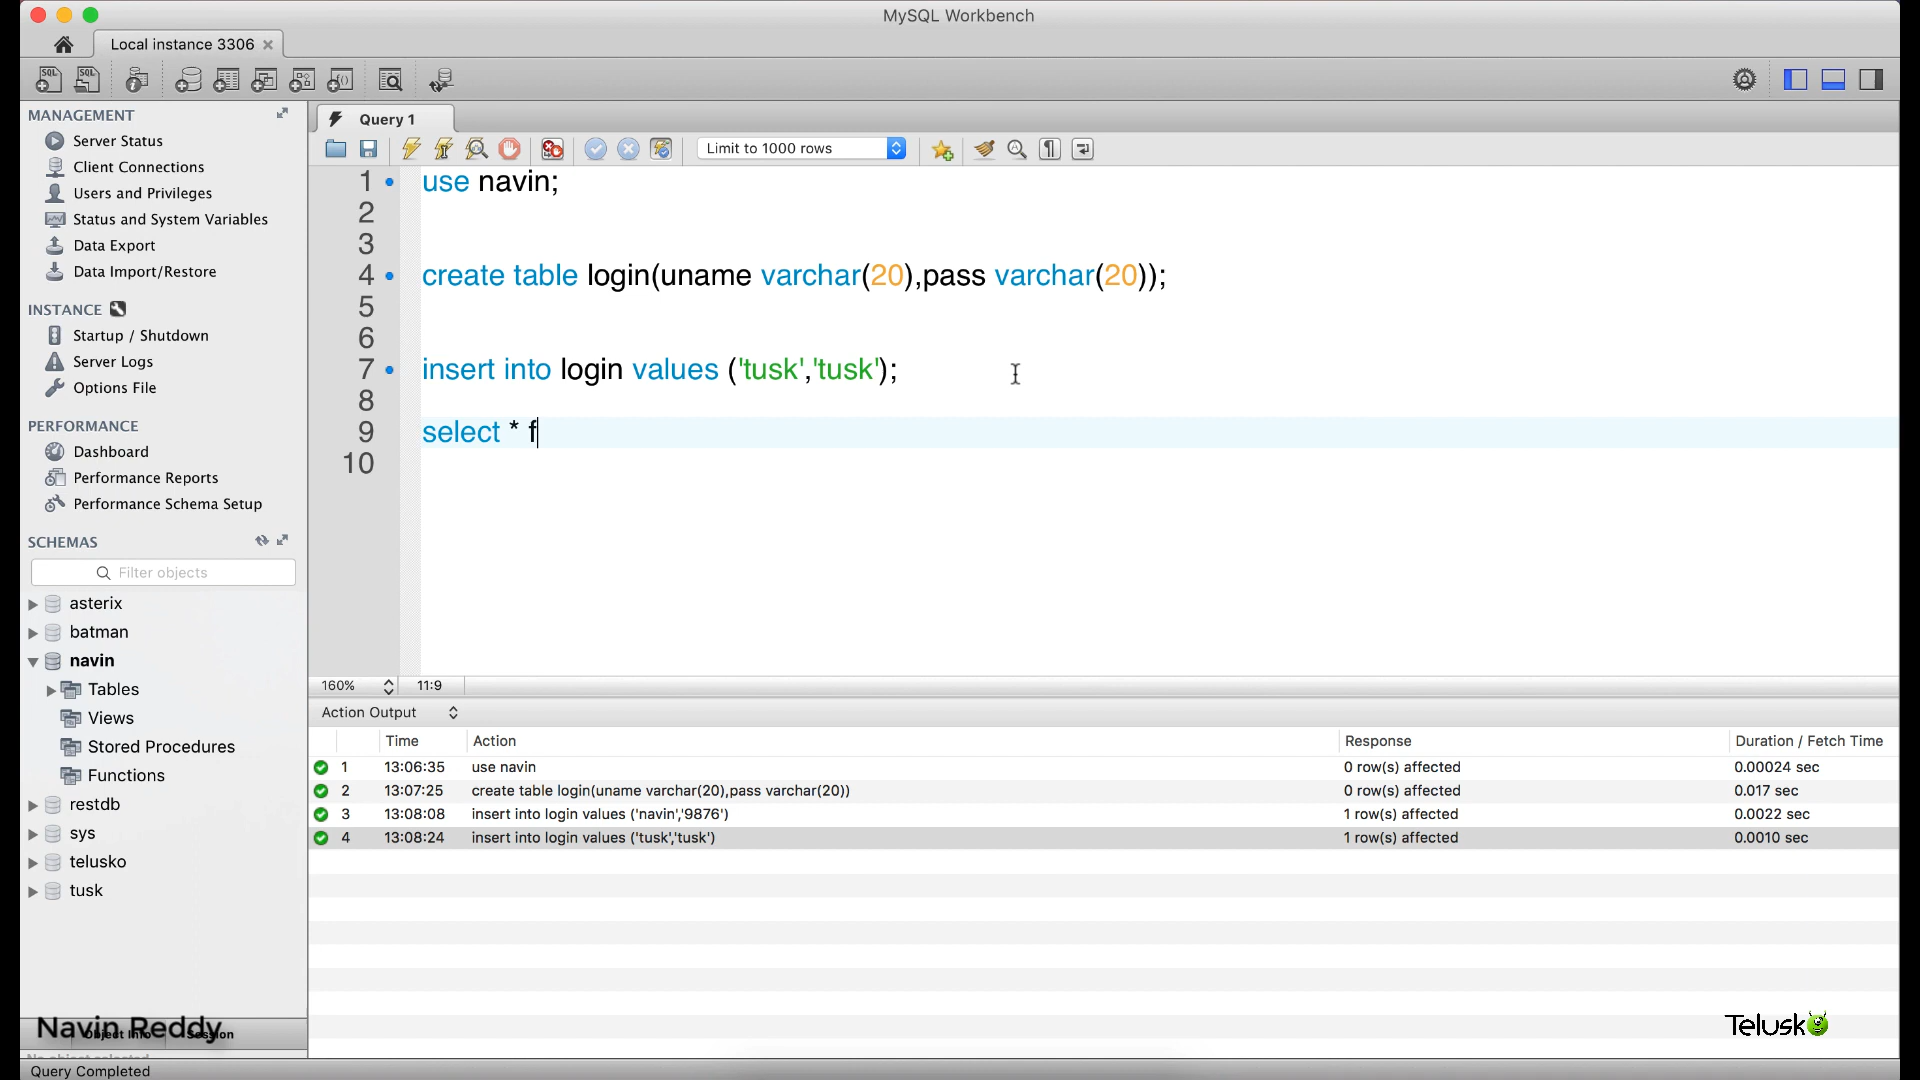 MySQL Workbench
Local instance 3306
MANAGEMENT
Server Status
Client Connections
Users and Privileges
Status and System Variables
Data Export
Data Import/Restore
INSTANCE
Startup / Shutdown
Server Logs
Options File
PERFORMANCE
Dashboard
Performance Reports
Performance Schema Setup
SCHEMAS
Filter objects
asterix
batman
navin
Tables
Views
Stored Procedures
Functions
restdb
sys
telusko
tusk
Navin Reddy
Object Info Session
No object selected
Query Completed
Query 1
Limit to 1000 rows
1 use navin;
2
3
4 create table login(uname varchar(20),pass varchar(20));
5
6
7 insert into login values ('tusk','tusk');
8
9 select * f
10
160% 11:9
Action Output
Time Action Response Duration / Fetch Time
1 13:06:35 use navin 0 row(s) affected 0.00024 sec
2 13:07:25 create table login(uname varchar(20),pass varchar(20)) 0 row(s) affected 0.017 sec
3 13:08:08 insert into login values ('navin','9876') 1 row(s) affected 0.0022 sec
4 13:08:24 insert into login values ('tusk','tusk') 1 row(s) affected 0.0010 sec
Telusko